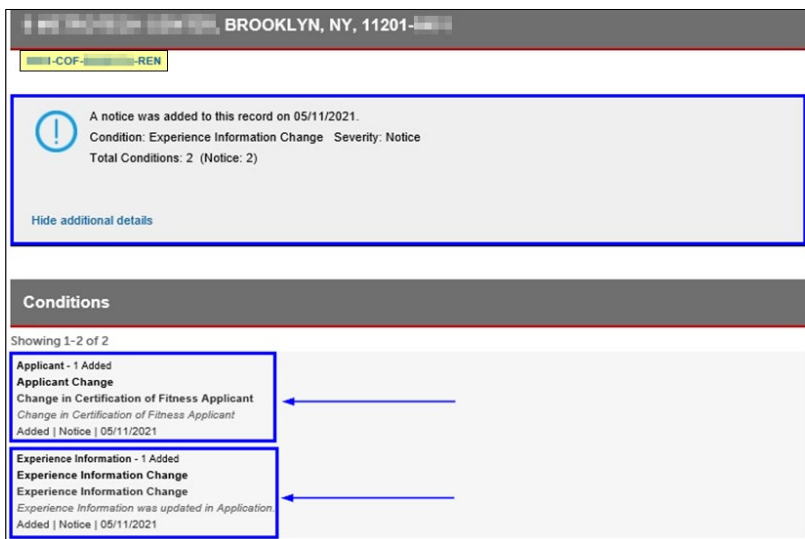 BROOKLYN, NY, 11201-
-COF- -REN
A notice was added to this record on 05/11/2021.
Condition: Experience Information Change Severity: Notice
Total Conditions: 2 (Notice: 2)
Hide additional details
Conditions
Showing 1-2 of 2
Applicant - 1 Added
Applicant Change
Change in Certification of Fitness Applicant
Change in Certification of Fitness Applicant
Added | Notice | 05/11/2021
Experience Information - 1 Added
Experience Information Change
Experience Information Change
Experience Information was updated in Application.
Added | Notice | 05/11/2021